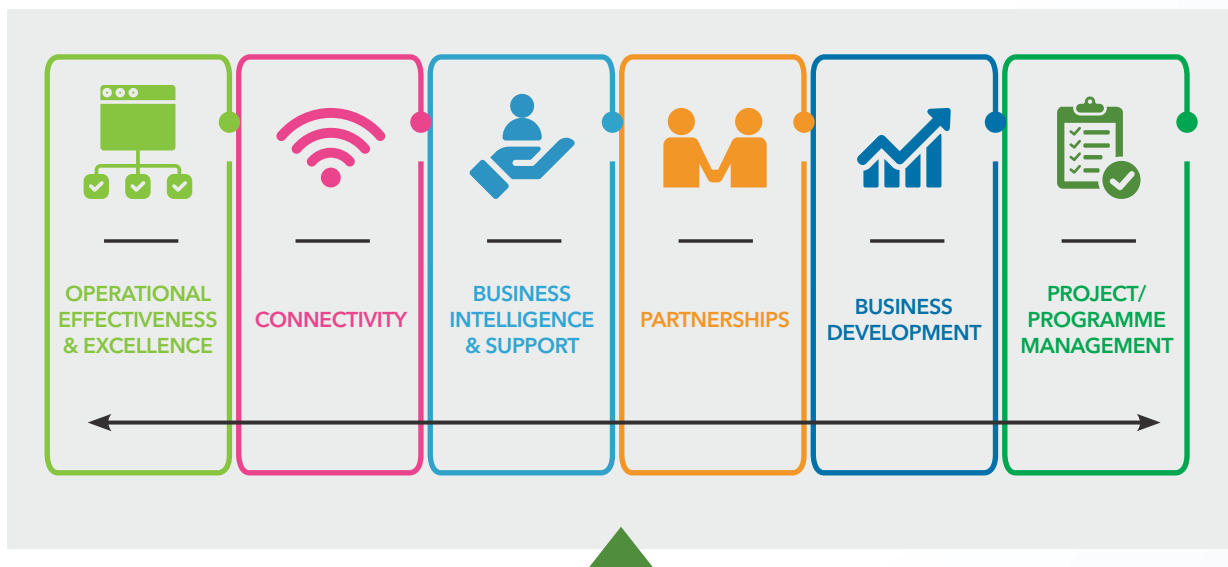 OPERATIONAL
EFFECTIVENESS
& EXCELLENCE
CONNECTIVITY
BUSINESS
INTELLIGENCE
& SUPPORT
PARTNERSHIPS
BUSINESS
DEVELOPMENT
PROJECT/
PROGRAMME
MANAGEMENT